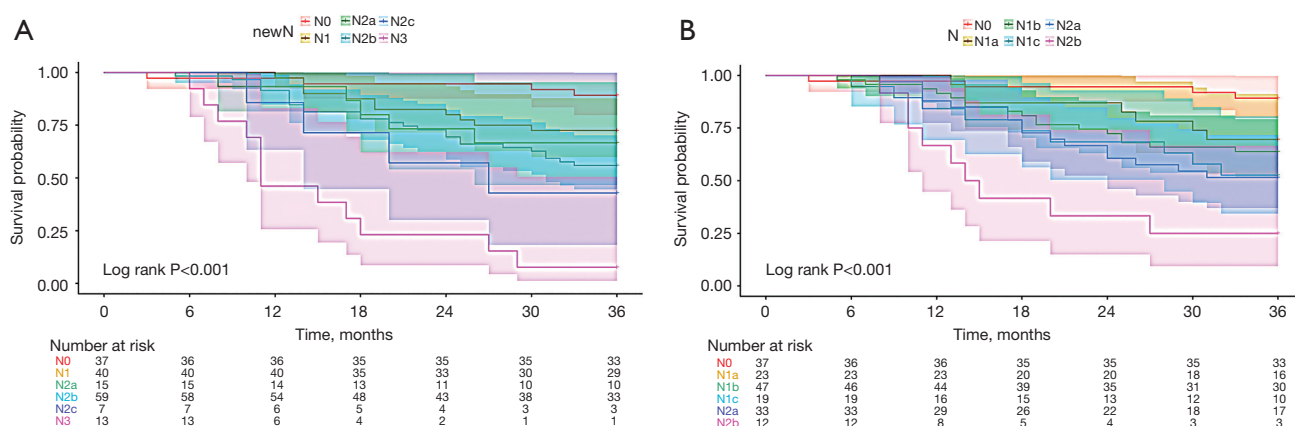 A
newN
N0 N2a N2c
N1 N2b N3
Survival probability
1.00
0.75
0.50
0.25
0.00
Log rank P<0.001
0 6 12 18 24 30 36
Time, months
Number at risk
N0 37 36 36 35 35 35 33
N1 40 40 40 35 33 30 29
N2a 15 15 14 13 11 10 10
N2b 59 58 54 48 43 38 33
N2c 7 7 6 5 4 3 3
N3 13 13 6 4 2 1 1
B
N
N0 N1b N2a
N1a N1c N2b
Survival probability
1.00
0.75
0.50
0.25
0.00
Log rank P<0.001
0 6 12 18 24 30 36
Time, months
Number at risk
N0 37 36 36 35 35 35 33
N1a 23 23 23 20 20 18 16
N1b 47 46 44 39 35 31 30
N1c 19 19 16 15 13 12 10
N2a 33 33 29 26 22 18 17
N2b 12 12 8 5 4 3 3